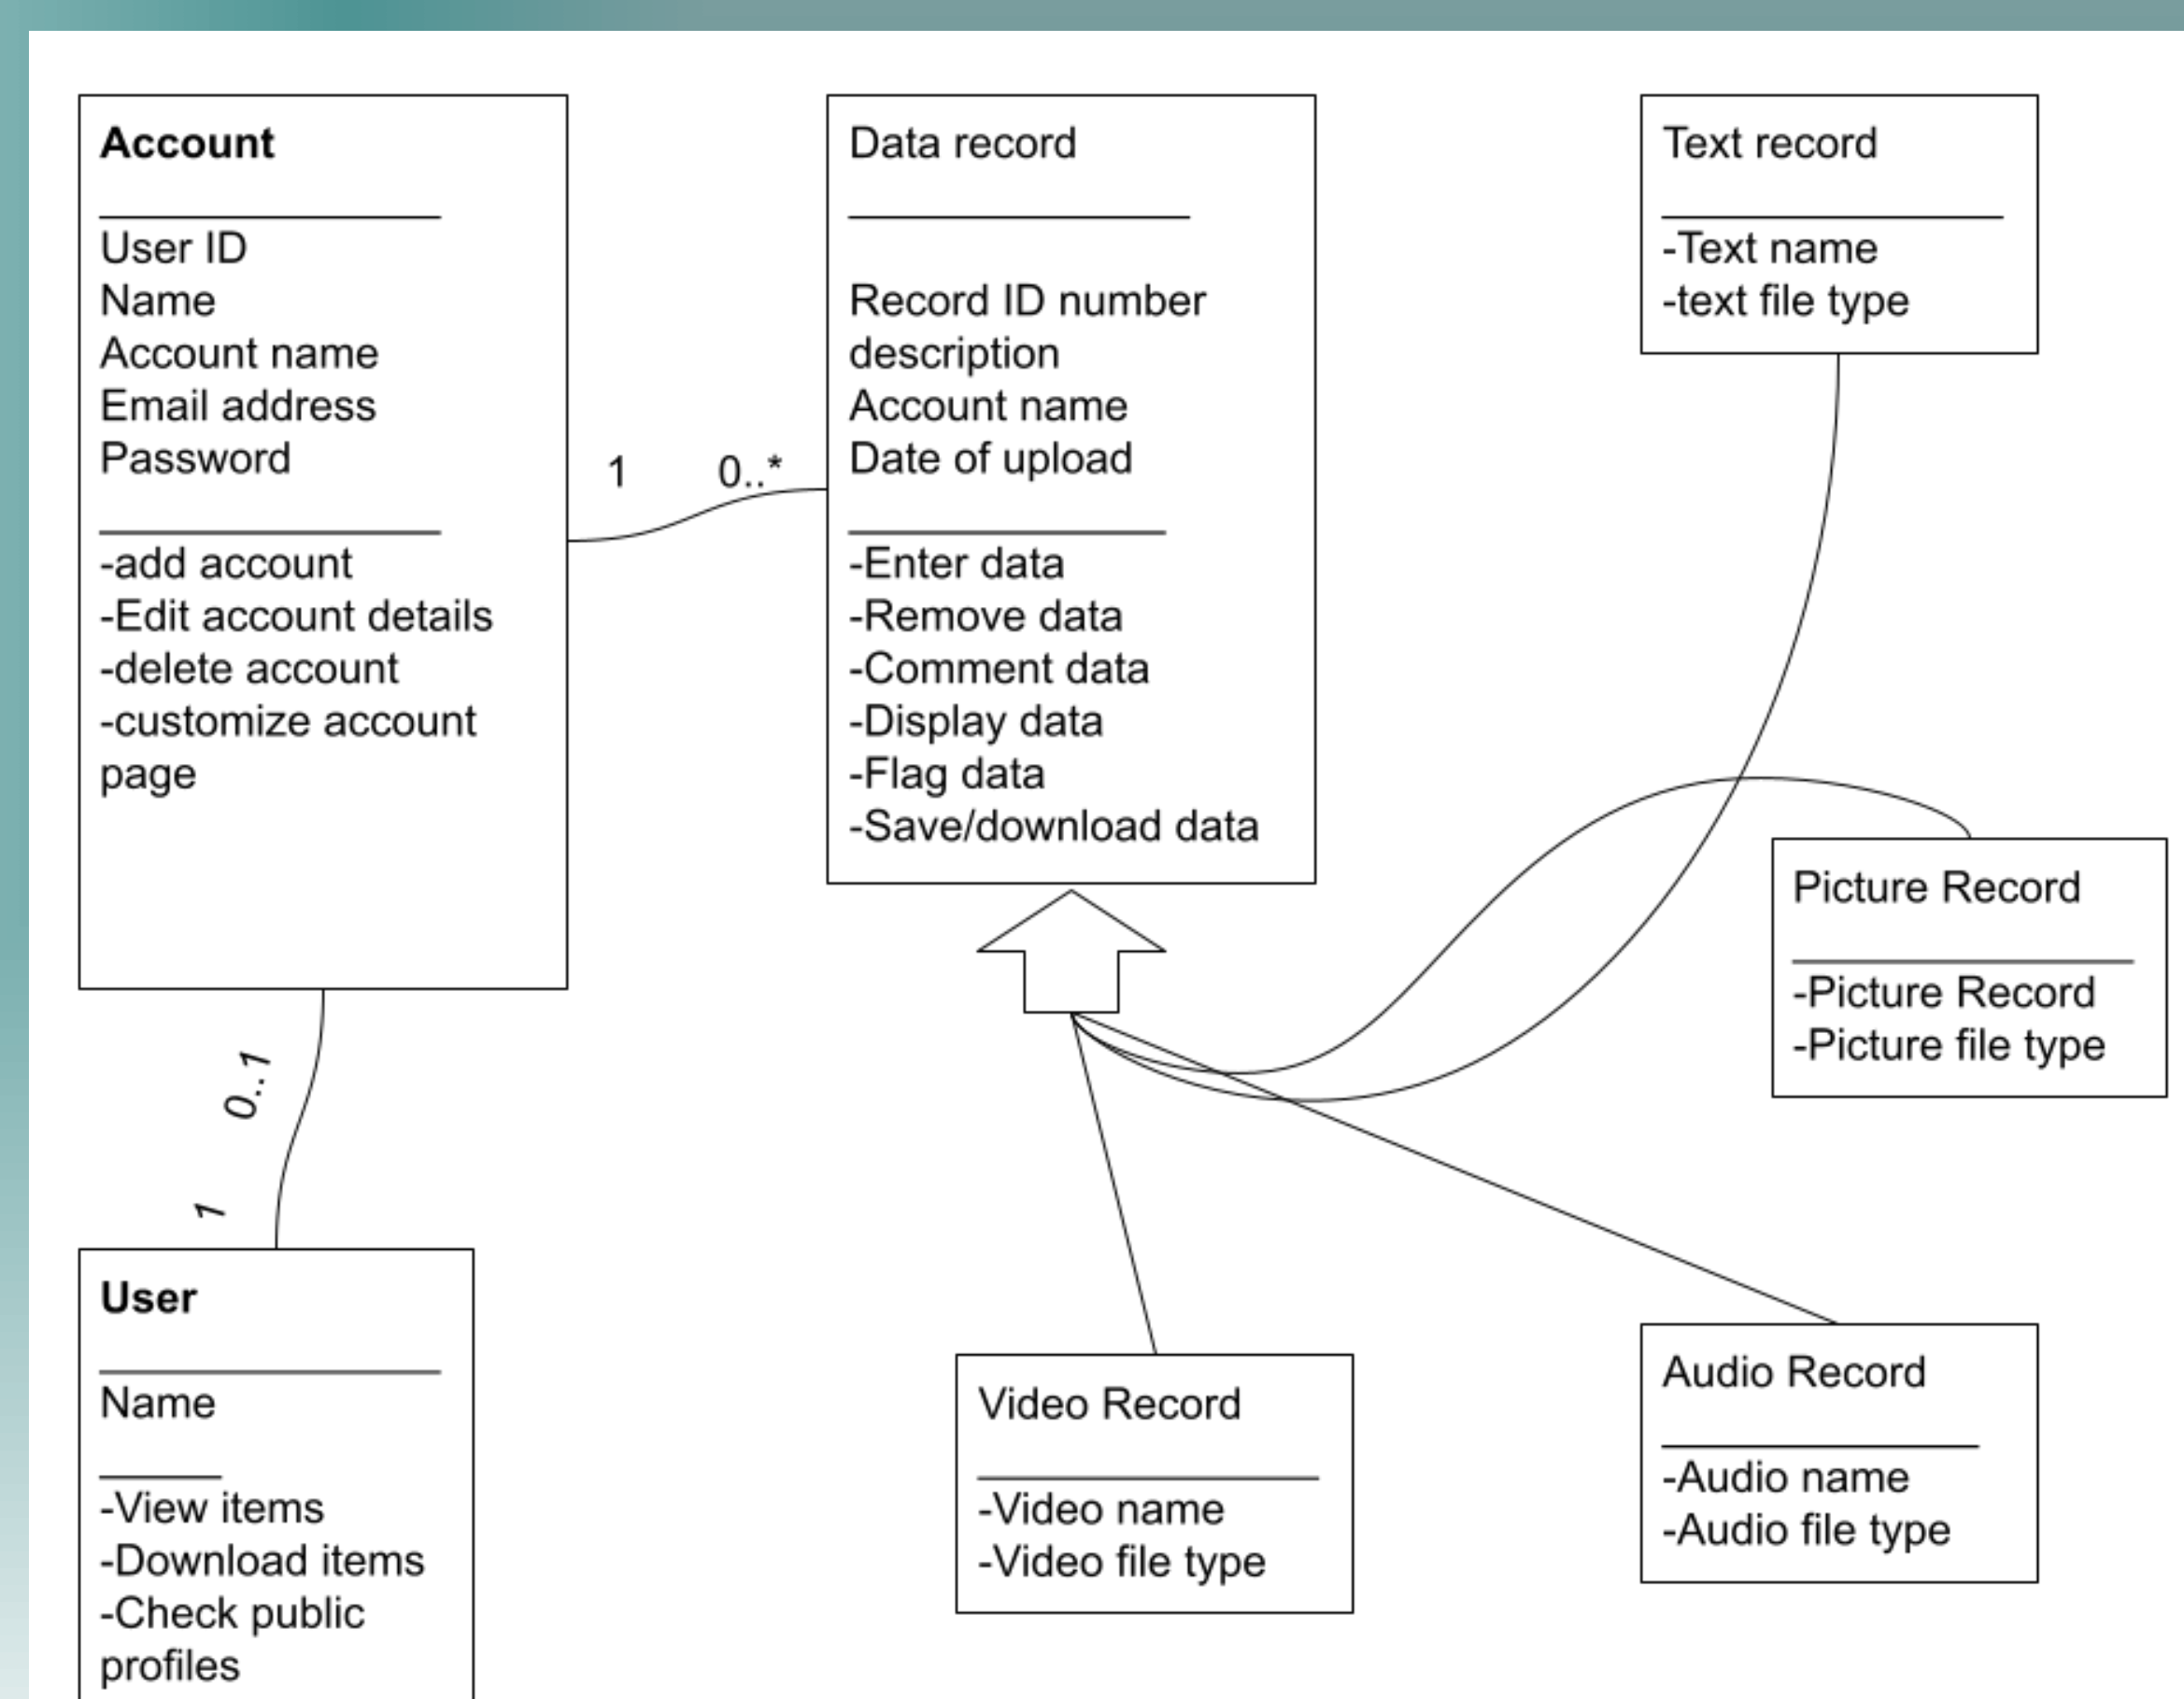 Account
User ID
Name
Account name
Email address
Password
-add account
-Edit account details
-delete account
-customize account
page
1
0..*
Data record
Record ID number
description
Account name
Date of upload
-Enter data
-Remove data
-Comment data
-Display data
-Flag data
-Save/download data
Text record
-Text name
-text file type
Picture Record
-Picture Record
-Picture file type
0..1
1
User
Name
-View items
-Download items
-Check public
profiles
Video Record
-Video name
-Video file type
Audio Record
-Audio name
-Audio file type